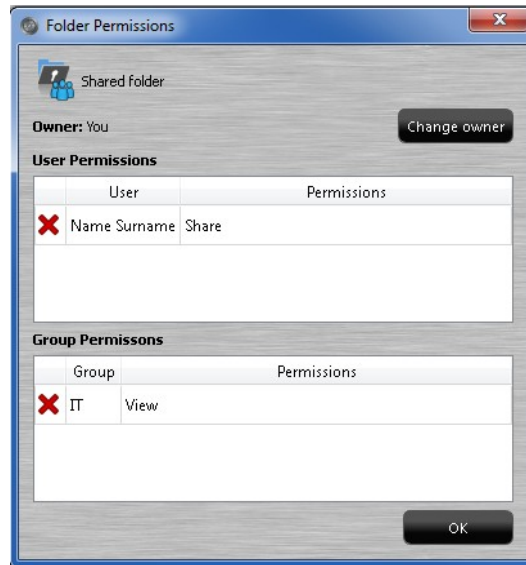 Folder Permissions
Shared folder
Owner: You
Change owner
User Permissions
User Permissions
Name Surname Share
Group Permissons
Group Permissions
IT View
OK